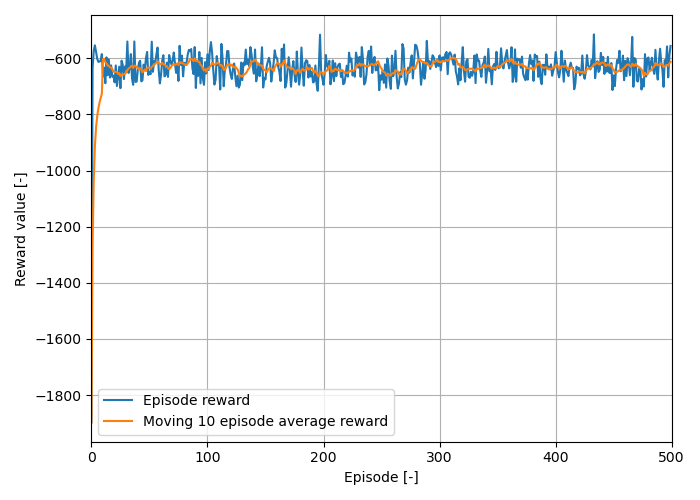 Reward value [-]
−600
−800
−1000
−1200
−1400
−1600
−1800
Episode reward
Moving 10 episode average reward
0 100 200 300 400 500
Episode [-]